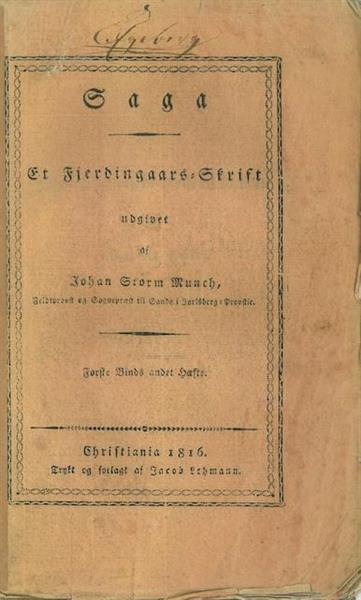 Saga
Et Fjerdingaars-Skrift
udgivet
af
Johan Storm Munch,
Feldtprovst og Sognepræst til Sande i Jarlsberg-Provstie.
Første Binds andet Hæfte.
Christiania 1816.
Trykt og forlagt af Jacob Lehmann.